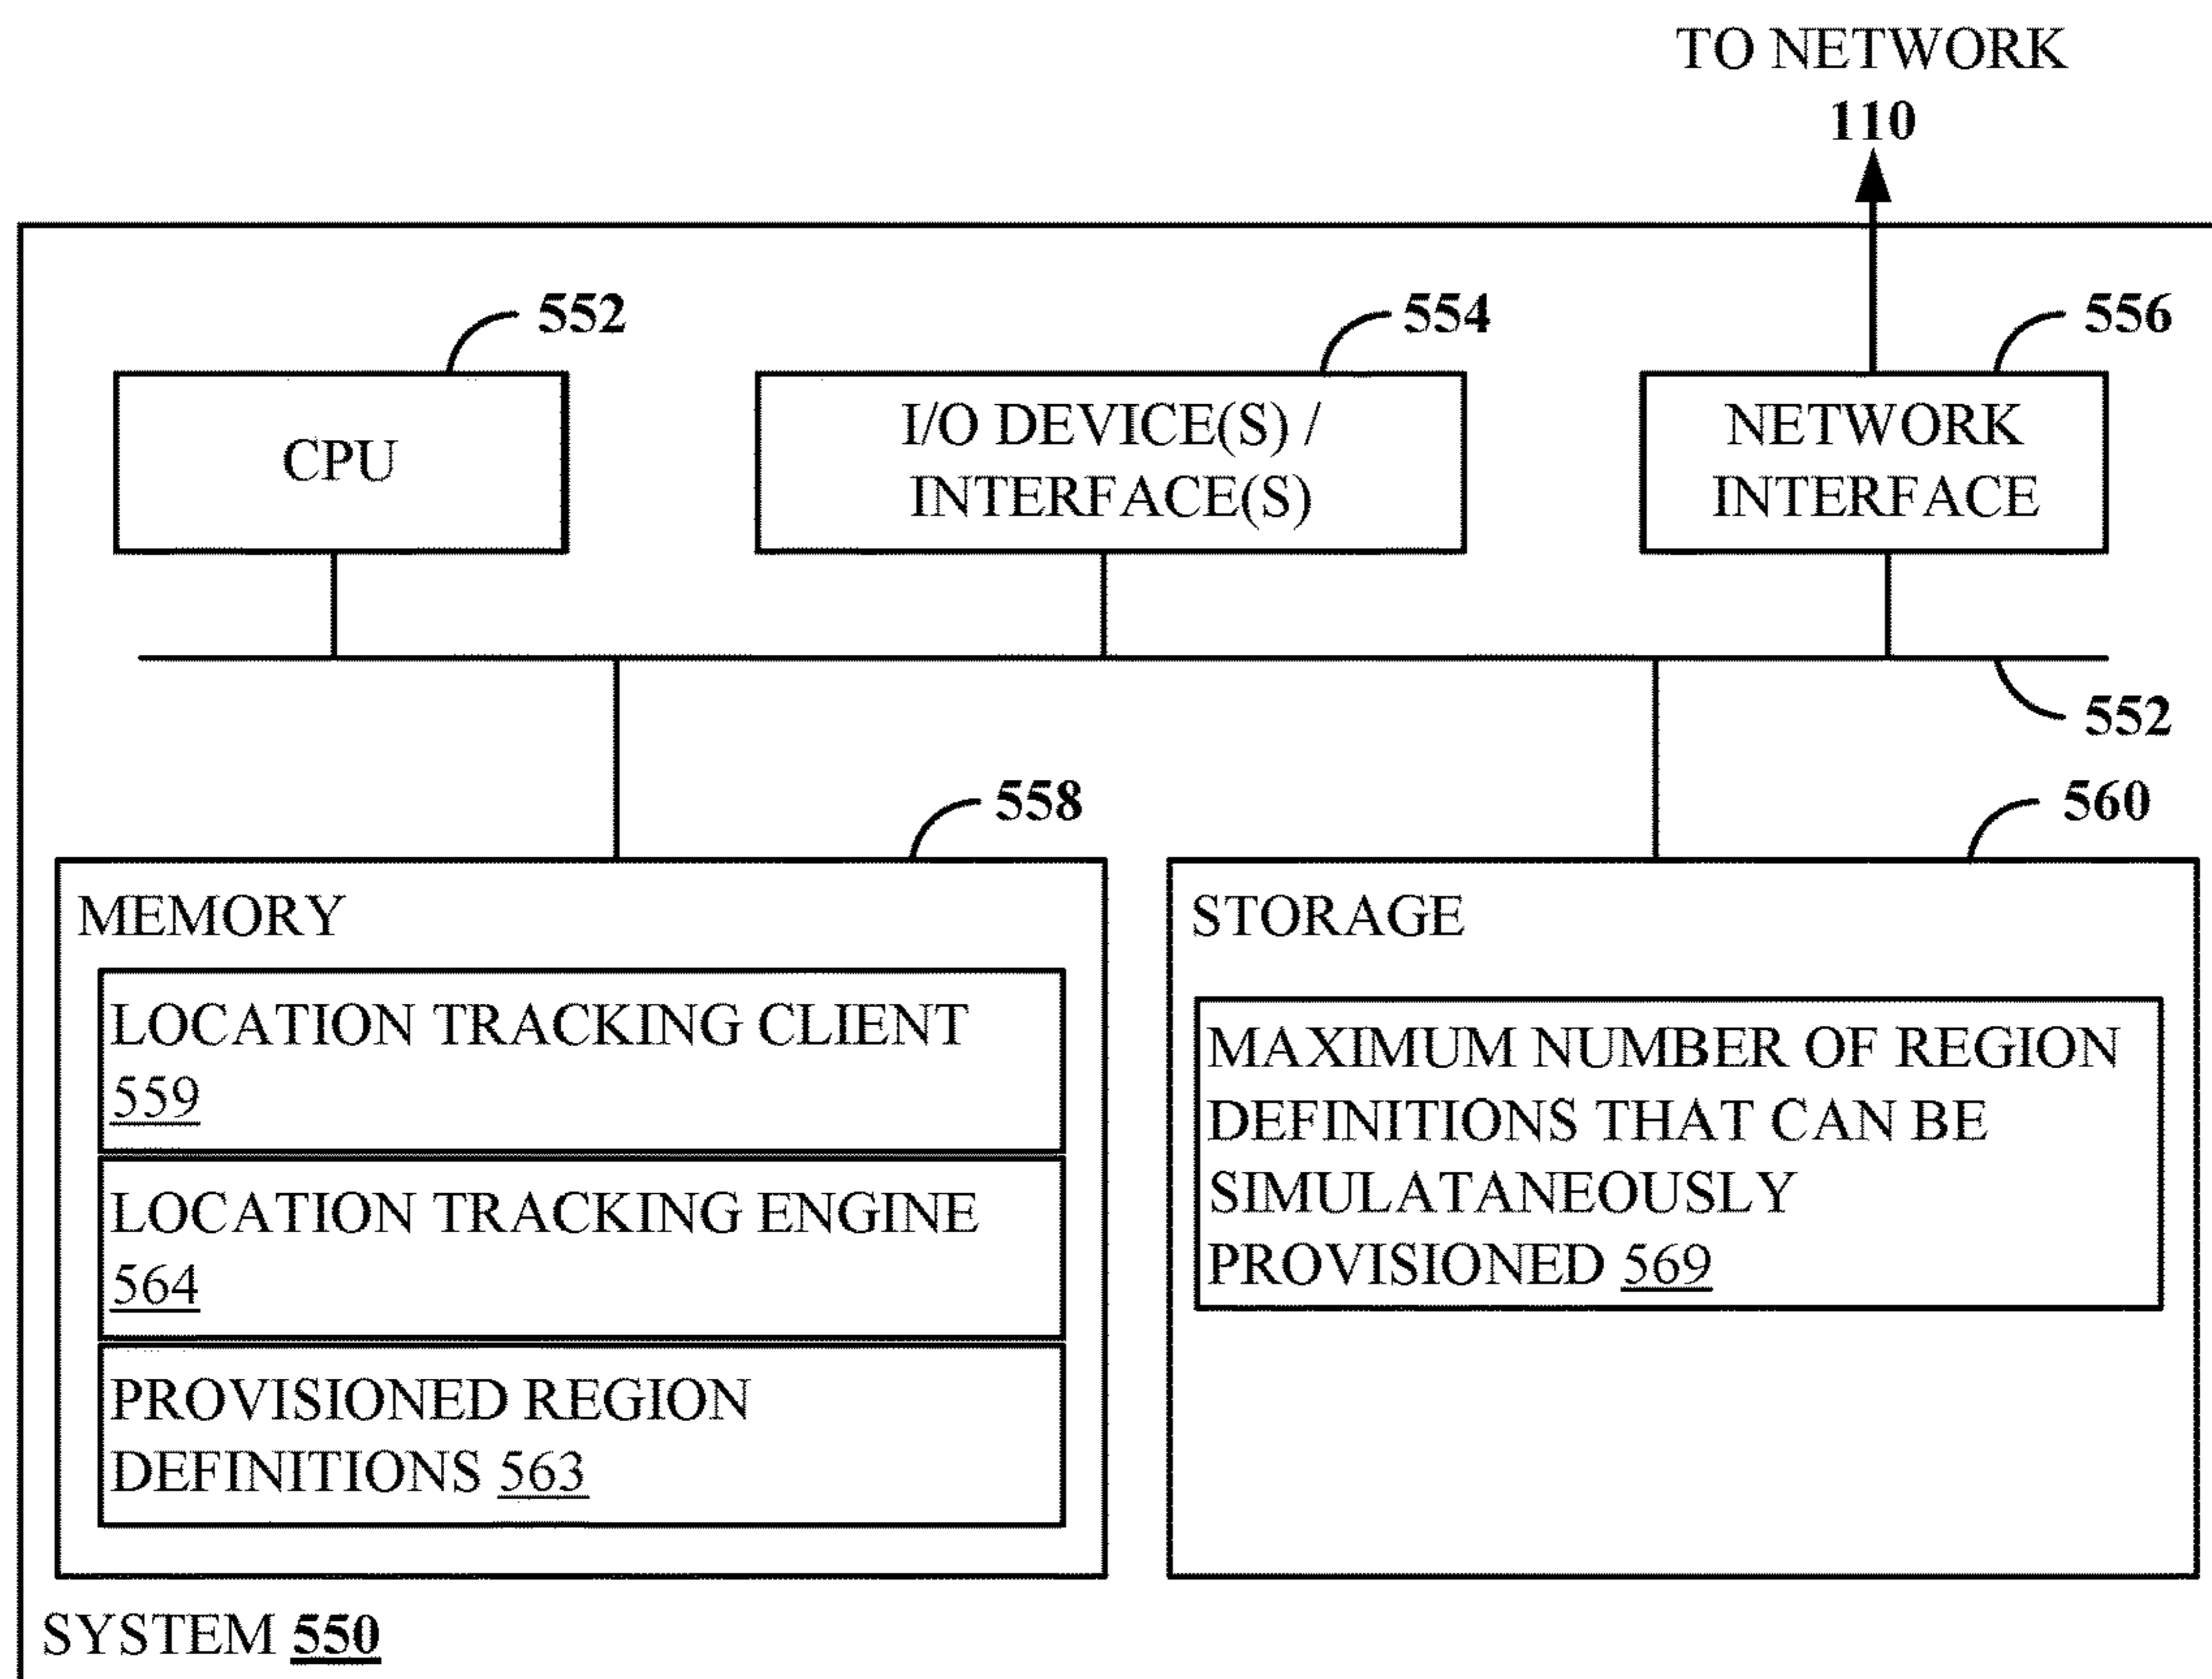 TO NETWORK
110
552
554
556
CPU
I/O DEVICE(S) /
INTERFACE(S)
NETWORK
INTERFACE
552
558
560
MEMORY
LOCATION TRACKING CLIENT
559
LOCATION TRACKING ENGINE
564
PROVISIONED REGION
DEFINITIONS 563
STORAGE
MAXIMUM NUMBER OF REGION
DEFINITIONS THAT CAN BE
SIMULATANEOUSLY
PROVISIONED 569
SYSTEM 550